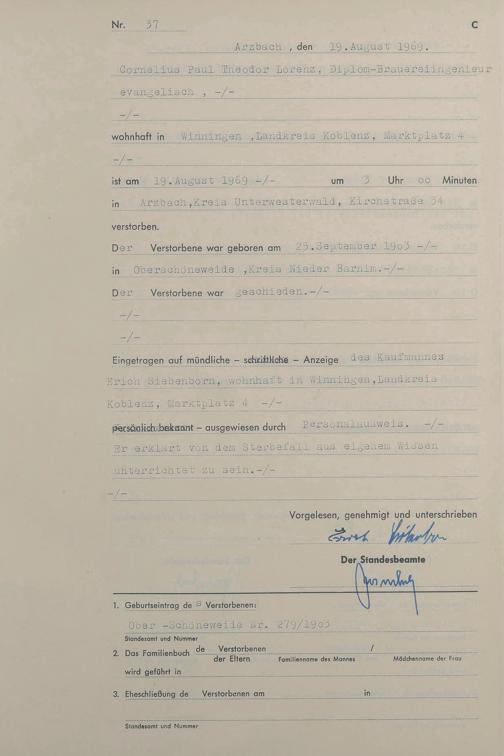 Nr. 37 C
Arzbach, den 19.August 1969.
Cornelius Paul Theodor Lorenz, Diplom-Brauereiingenieur
evangelisch , -/-
-/-
wohnhaft in Winningen ,Landkreis Koblenz, Marktplatz 4
-/-
ist am 19.August 1969 -/- um 3 Uhr 00 Minuten
in Arzbach,Kreis Unterwesterwald, Kirchstraße 34
verstorben.
Der Verstorbene war geboren am 25.September 1903 -/-
in Oberschöneweide ,Kreis Nieder Barnim.-/-
Der Verstorbene war geschieden.-/-
-/-
-/-
Eingetragen auf mündliche – schriftliche – Anzeige des Kaufmannes
Erich Siebenborn, wohnhaft in Winningen,Landkreis
Koblenz, Marktplatz 4 -/-
persönlich bekannt – ausgewiesen durch Personalausweis. -/-
Er erklärt von dem Sterbefall aus eigenem Wissen
unterrichtet zu sein.-/-
-/-
Vorgelesen, genehmigt und unterschrieben
Der Standesbeamte
1. Geburtseintrag de s Verstorbenen:
Ober -Schöneweide Nr. 279/1903
Standesamt und Nummer
2. Das Familienbuch de Verstorbenen /
der Eltern Familienname des Mannes Mädchenname der Frau
wird geführt in
3. Eheschließung de Verstorbenen am in
Standesamt und Nummer